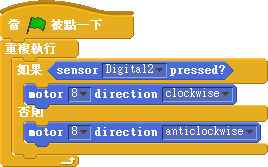 當 被點一下
重複執行
如果 sensor Digital2 pressed?
motor 8 direction clockwise
否則
motor 8 direction anticlockwise